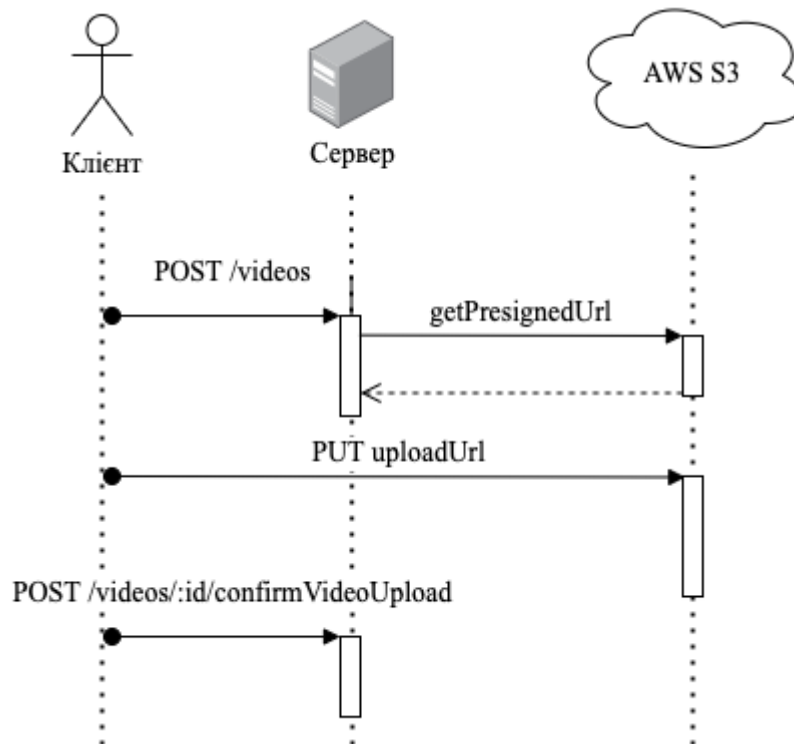 AWS S3
Клієнт
Сервер
POST /videos
getPresignedUrl
PUT uploadUrl
POST /videos/:id/confirmVideoUpload